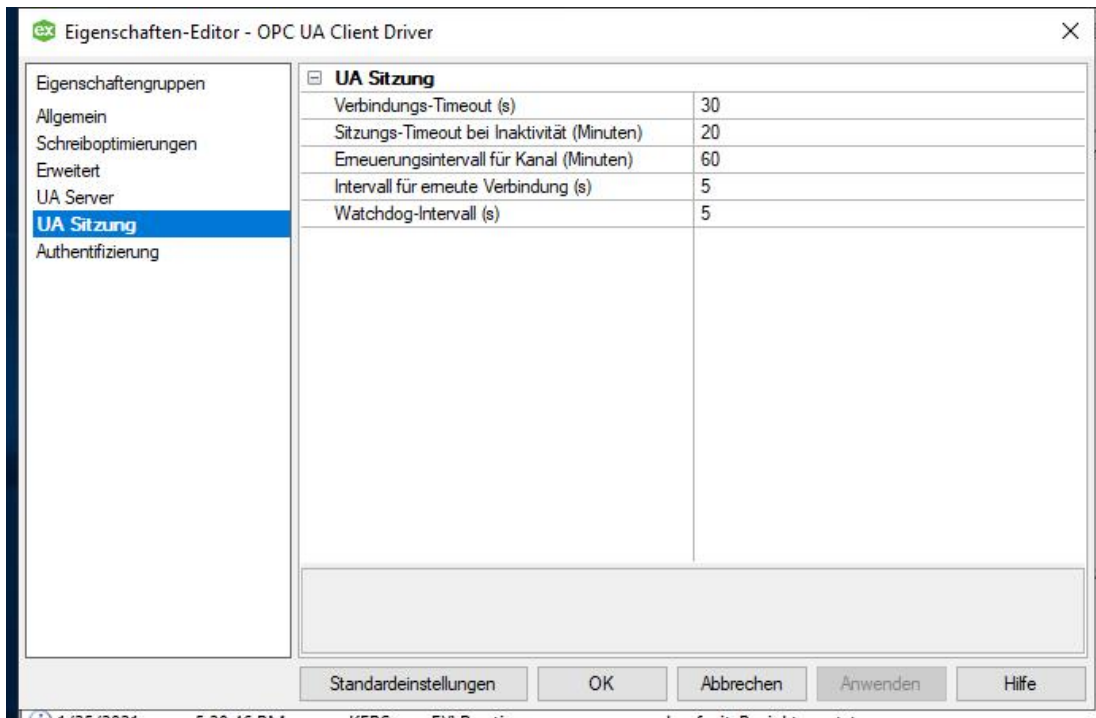 ex Eigenschaften-Editor - OPC UA Client Driver
Eigenschaftengruppen
Allgemein
Schreiboptimierungen
Erweitert
UA Server
UA Sitzung
Authentifizierung
UA Sitzung
Verbindungs-Timeout (s) 30
Sitzungs-Timeout bei Inaktivität (Minuten) 20
Erneuerungsintervall für Kanal (Minuten) 60
Intervall für erneute Verbindung (s) 5
Watchdog-Intervall (s) 5
Standardeinstellungen OK Abbrechen Anwenden Hilfe